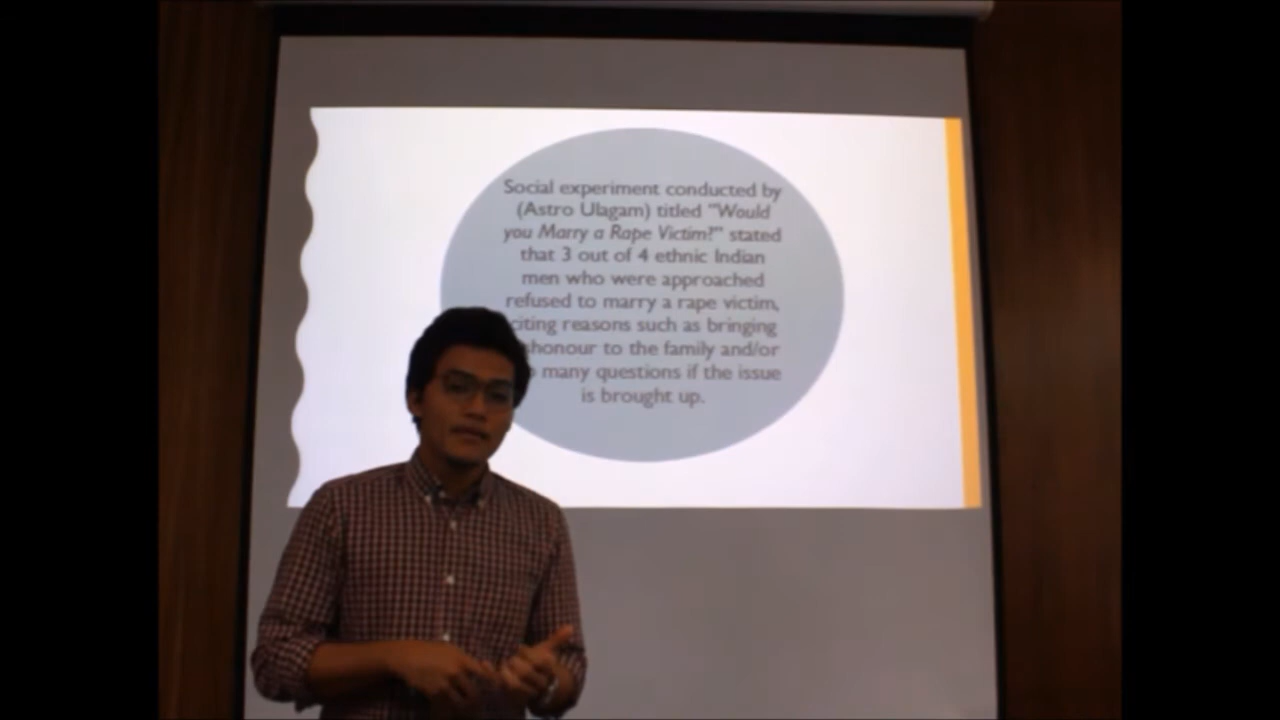 Social experiment conducted by
(Astro Ulagam) titled "Would
you Marry a Rape Victim?" stated
that 3 out of 4 ethnic Indian
men who were approached
refused to marry a rape victim,
citing reasons such as bringing
to the family and/or
many questions if the issue
is brought up.